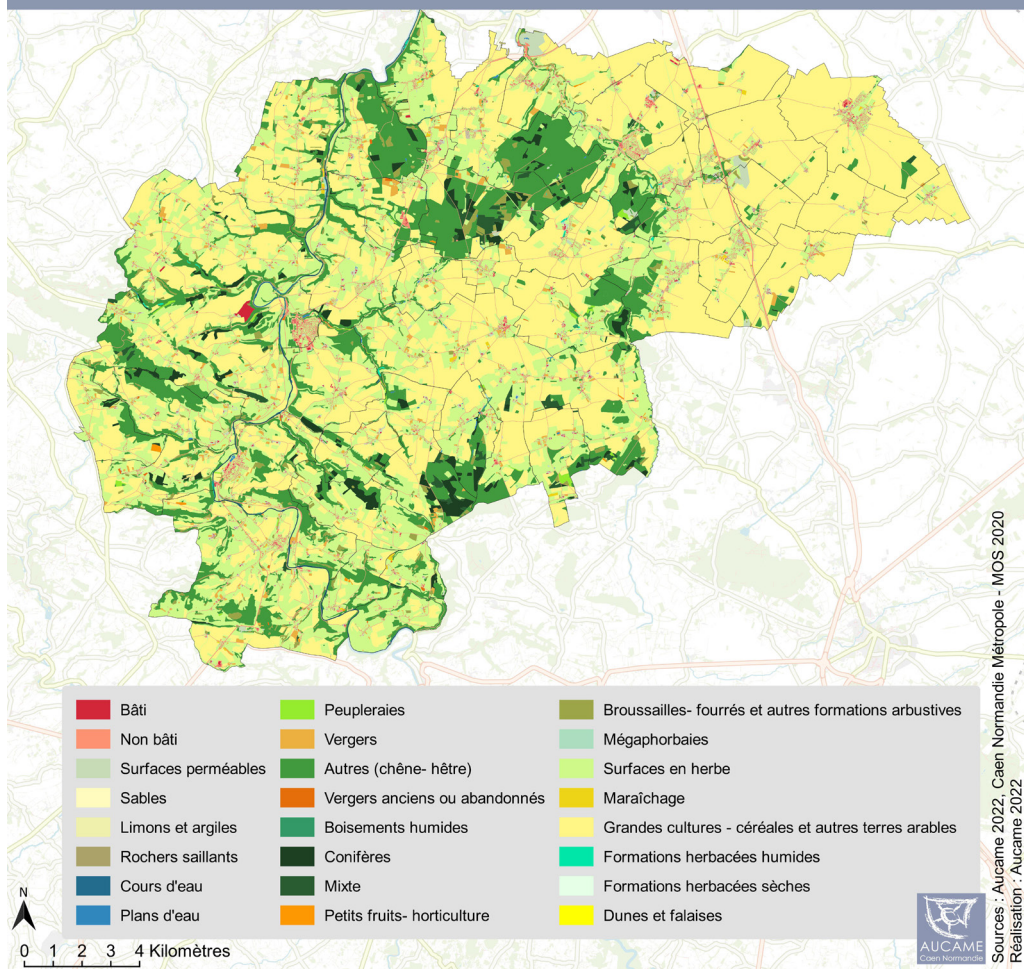 Bâti
Non bâti
Surfaces perméables
Sables
Limons et argiles
Rochers saillants
Cours d'eau
Plans d'eau
Peupleraies
Vergers
Autres (chêne- hêtre)
Vergers anciens ou abandonnés
Boisements humides
Conifères
Mixte
Petits fruits- horticulture
Broussailles- fourrés et autres formations arbustives
Mégaphorbaies
Surfaces en herbe
Maraîchage
Grandes cultures - céréales et autres terres arables
Formations herbacées humides
Formations herbacées sèches
Dunes et falaises
N
0 1 2 3 4 Kilomètres
AUCAME
Caen Normandie
Sources : Aucame 2022, Caen Normandie Métropole - MOS 2020
Réalisation : Aucame 2022